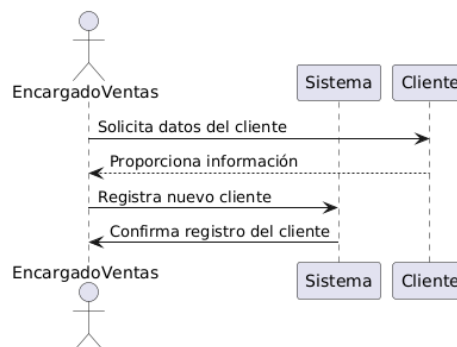 EncargadoVentas
Sistema
Cliente
Solicita datos del cliente
Proporciona información
Registra nuevo cliente
Confirma registro del cliente
EncargadoVentas
Sistema
Cliente